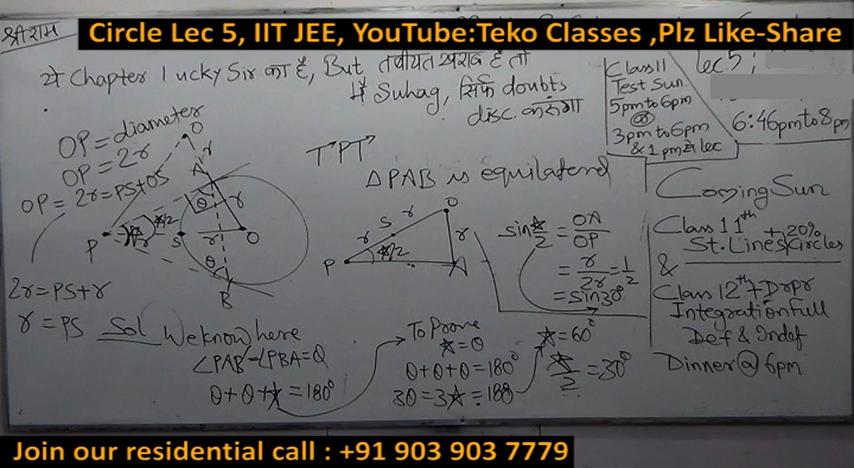 श्रीराम
Circle Lec 5, IIT JEE, YouTube:Teko Classes ,Plz Like-Share
ये Chapter lucky Sir का है, But तबीयत खराब है तो
मैं Suhag, सिर्फ doubts
disc. करूंगा
Class 11
Test Sun.
5pm to 6pm
@
3pm to 6pm
& 1 pm से lec
Lec 5;
6:46pm to 8pm
OP = diameter
OP = 2r
OP = 2r = PS+OS
2r = PS+r
r = PS
O
r
A
r
θ
☆/2
☆
P
r
S
r
O
θ
B
TPT
△PAB is equilateral
O
r
S
r
r
P
☆/2
A
sin ☆/2 = OA/OP
= r/2r = 1/2
= sin30°
Coming Sun
Class 11th + 120%
St. Lines/Circles
&
Class 12th + Drpr
Integration Full
Def & Indef
Dinner @ 6pm
Sol We know here
∠PAB = ∠PBA = θ
θ + θ + ☆ = 180°
To Prove
☆ = θ
θ+θ+θ = 180°
3θ = 3☆ = 180
☆ = 60°
☆/2 = 30°
Join our residential call : +91 903 903 7779